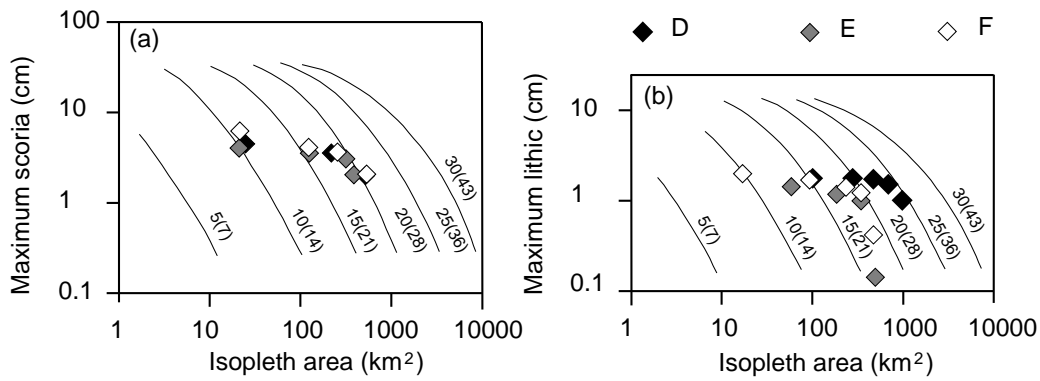 D E F
(a)
Maximum scoria (cm)
100
10
1
0.1
5(7)
10(14)
15(21)
20(28)
25(36)
30(43)
1 10 100 1000 10000
Isopleth area (km²)
(b)
Maximum lithic (cm)
10
1
0.1
5(7)
10(14)
15(21)
20(28)
25(36)
30(43)
1 10 100 1000 10000
Isopleth area (km²)